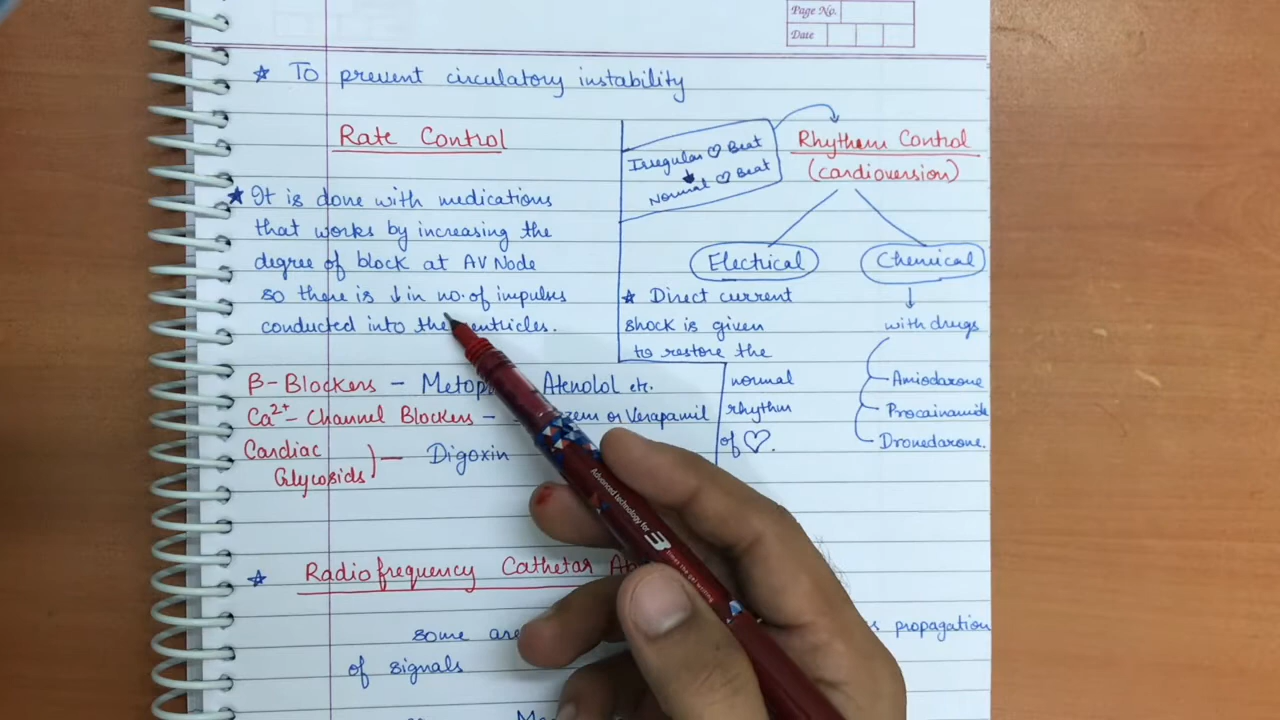 Page No.
Date
☆ To prevent circulatory instability
Rate Control
★ It is done with medications
that works by increasing the
degree of block at AV Node
so there is ↓ in no. of impulses
conducted into the ventricles.
β-Blockers - Atenolol etc.
Ca²⁺- Channel Blockers - or Verapamil
Cardiac
Glycosids ) - Digoxin
Irregular ♡ Beat
↓
Normal ♡ Beat
Rhythm Control
(cardioversion)
Electrical
☆ Direct current
shock is given
to restore the
normal
rhythm
of ♡.
Chemical
↓
with drugs
Amiodarone
Procainamide
Dronedarone.
☆ Radiofrequency Catheter
some
propagation
of signals
Advanced technology for
3